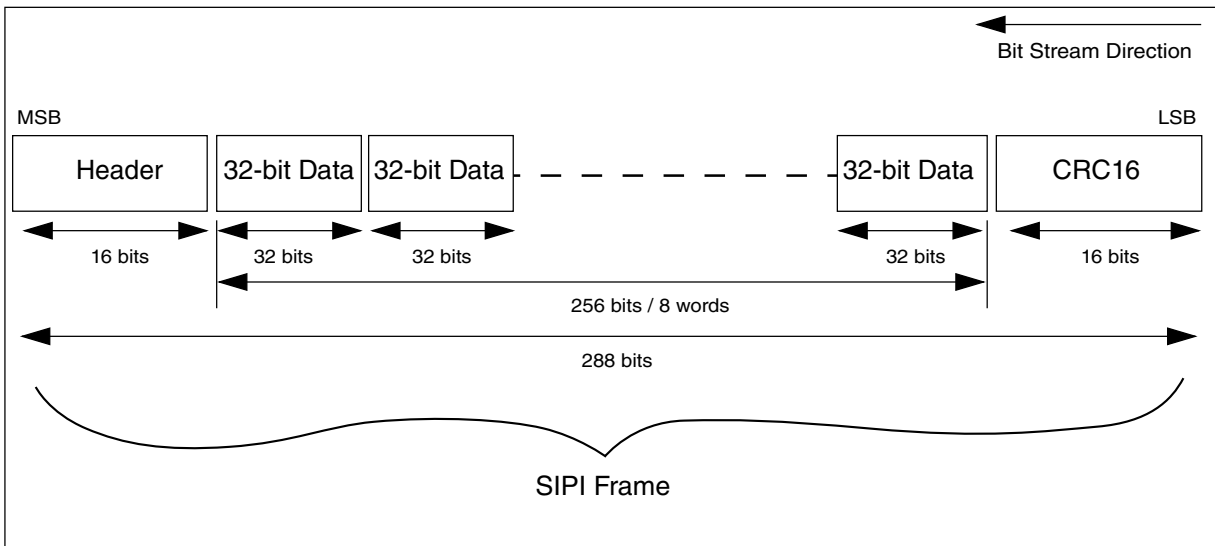 Bit Stream Direction
MSB
LSB
Header
32-bit Data
32-bit Data
32-bit Data
CRC16
16 bits
32 bits
32 bits
32 bits
16 bits
256 bits / 8 words
288 bits
SIPI Frame